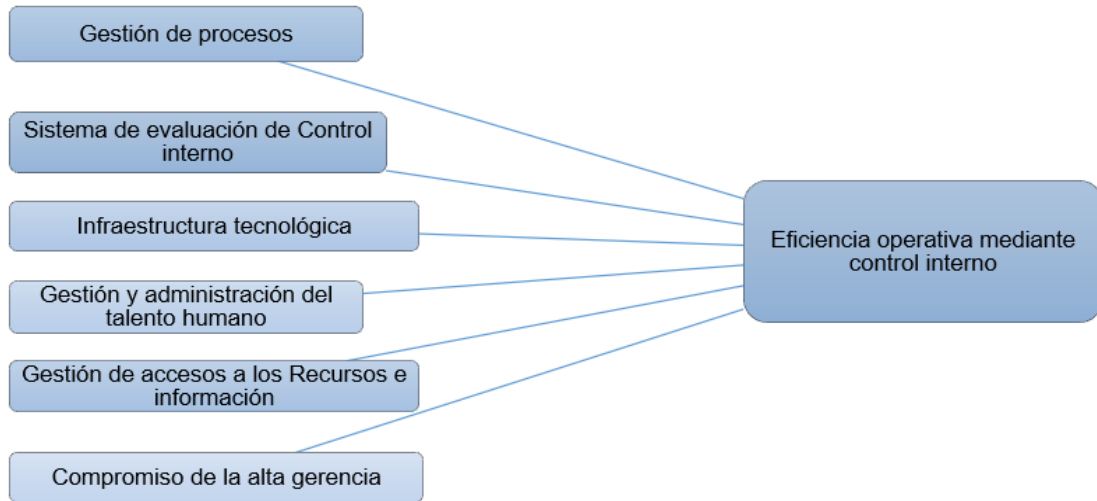 Gestión de procesos
Sistema de evaluación de Control
interno
Infraestructura tecnológica
Gestión y administración del
talento humano
Gestión de accesos a los Recursos e
información
Compromiso de la alta gerencia
Eficiencia operativa mediante
control interno